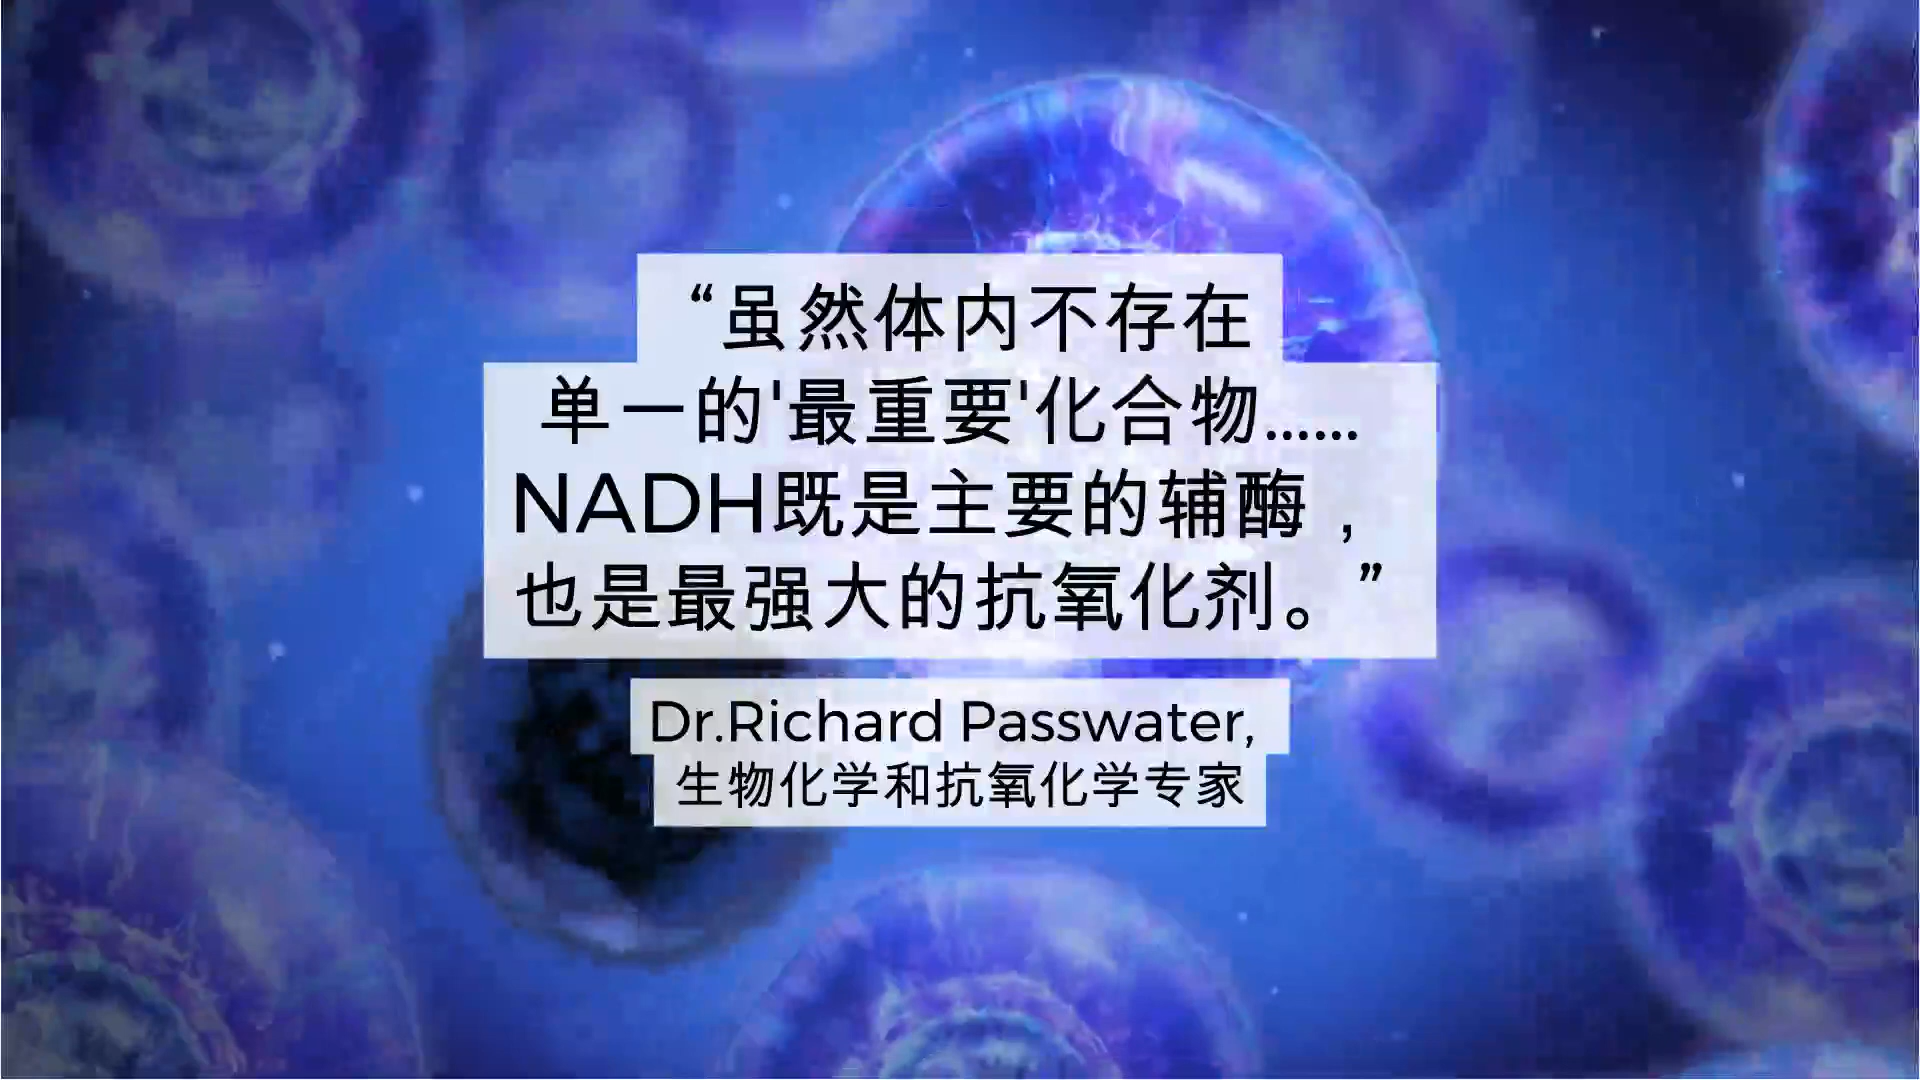 “虽然体内不存在
单一的'最重要'化合物......
NADH既是主要的辅酶，
也是最强大的抗氧化剂。”
Dr.Richard Passwater,
生物化学和抗氧化学专家